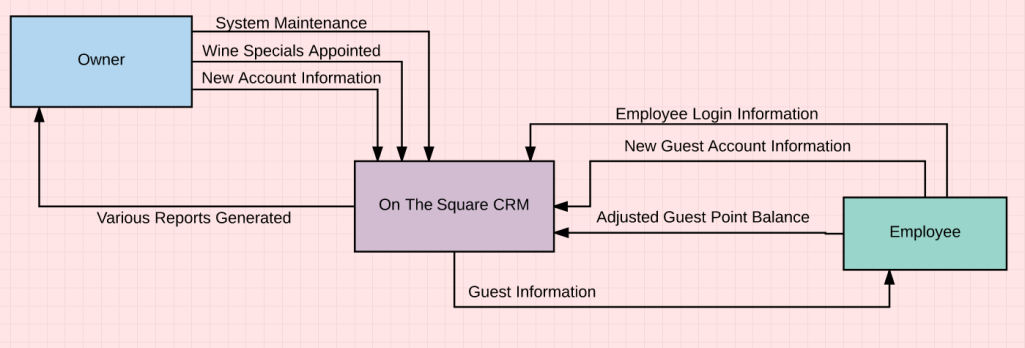 System Maintenance
Wine Specials Appointed
New Account Information
Owner
Employee Login Information
New Guest Account Information
On The Square CRM
Adjusted Guest Point Balance
Employee
Various Reports Generated
Guest Information